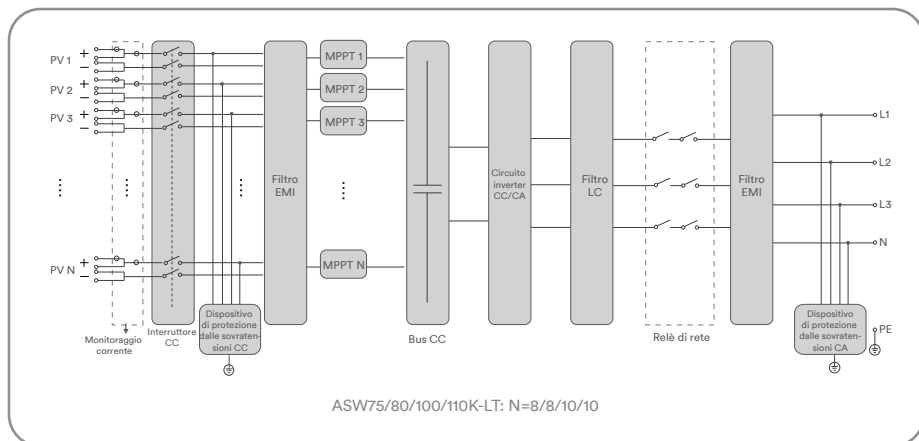 PV 1
+
−
PV 2
+
−
PV 3
+
−
PV N
+
−
Monitoraggio
corrente
Interruttore
CC
Dispositivo
di protezione
dalle sovraten-
sioni CC
Filtro
EMI
MPPT 1
MPPT 2
MPPT 3
MPPT N
Bus CC
Circuito
inverter
CC/CA
Filtro
LC
Relè di rete
Filtro
EMI
L1
L2
L3
N
Dispositivo
di protezione
dalle sovraten-
sioni CA
PE
ASW75/80/100/110K-LT: N=8/8/10/10